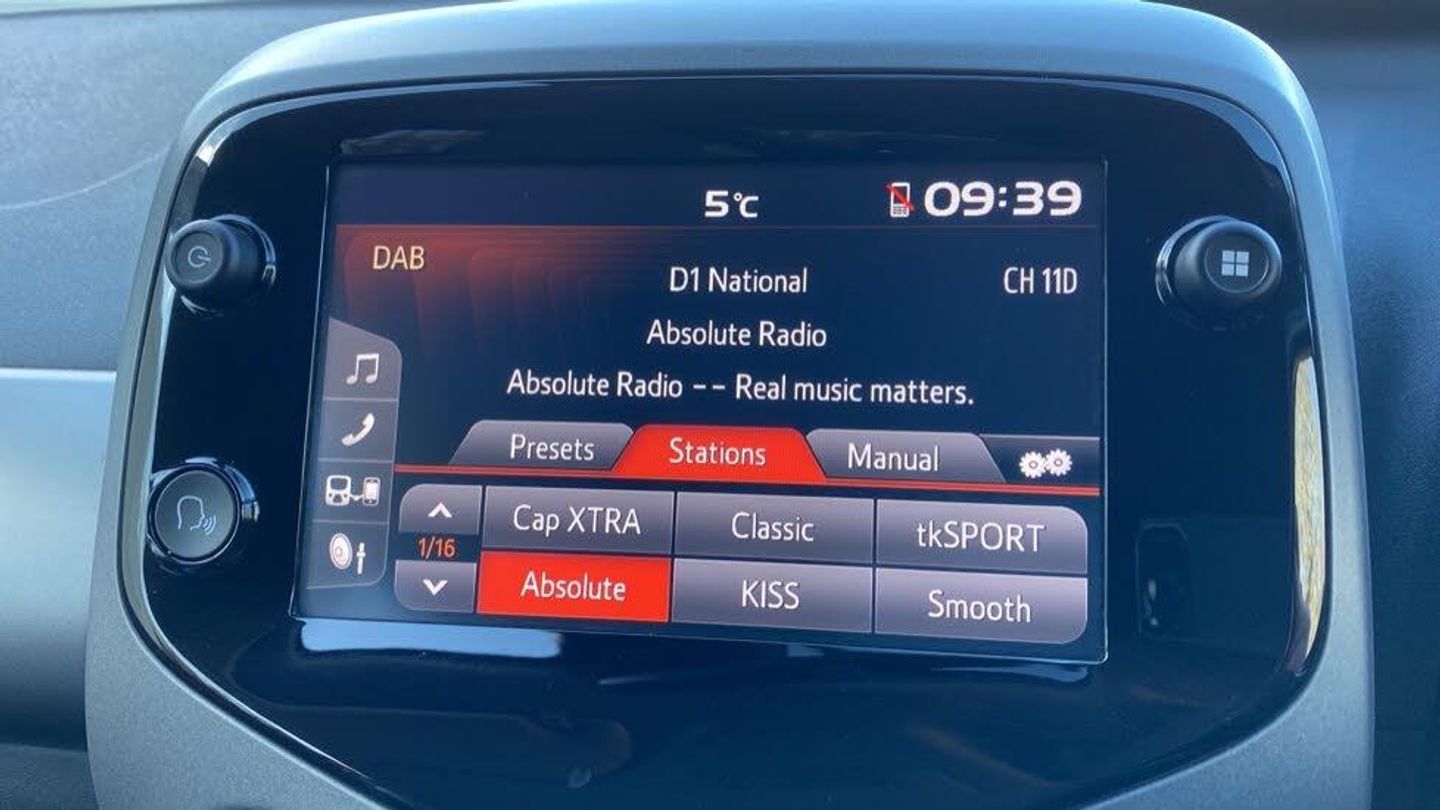 5°C 09:39
DAB
D1 National CH 11D
Absolute Radio
Absolute Radio -- Real music matters.
Presets Stations Manual
Cap XTRA Classic tkSPORT
1/16
Absolute KISS Smooth